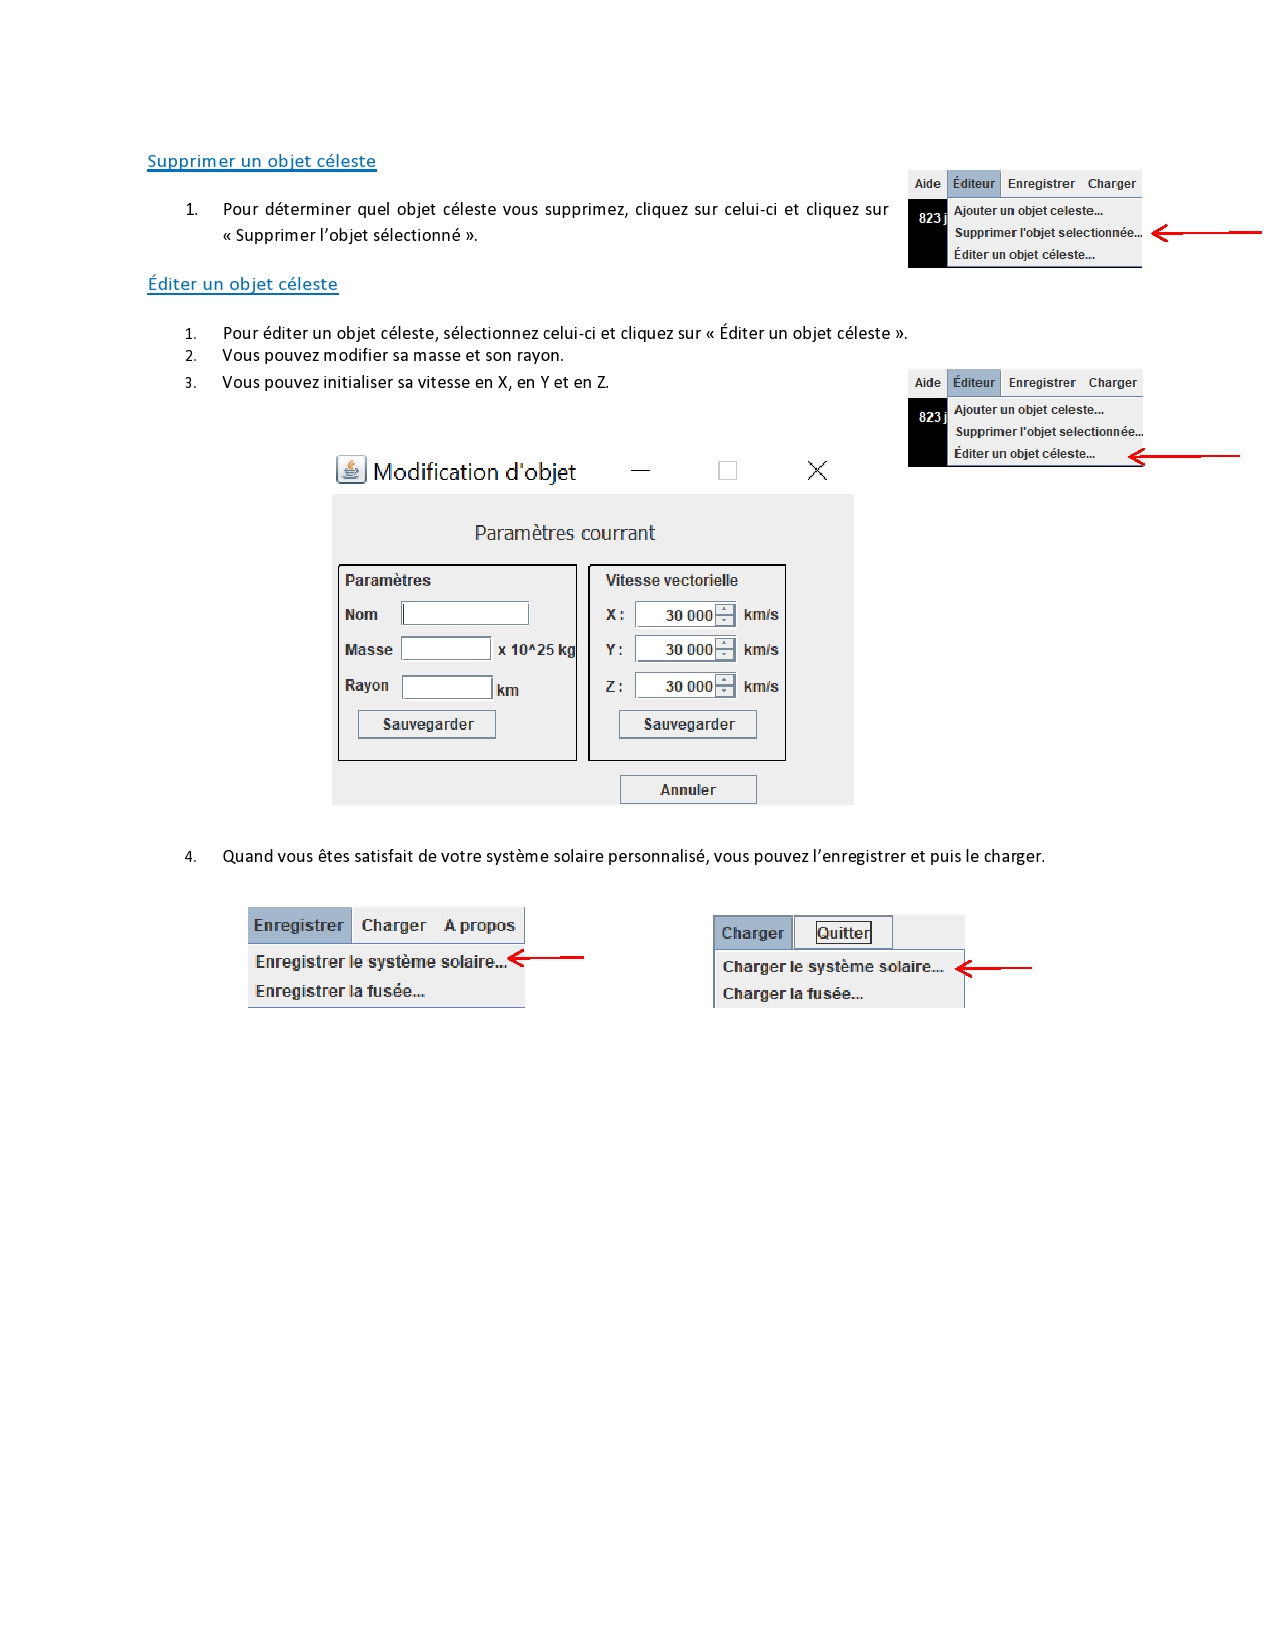 Supprimer un objet céleste
1. Pour déterminer quel objet céleste vous supprimez, cliquez sur celui-ci et cliquez sur
« Supprimer l’objet sélectionné ».
Aide Éditeur Enregistrer Charger
823 j
Ajouter un objet celeste...
Supprimer l'objet selectionnée...
Éditer un objet céleste...
Éditer un objet céleste
1. Pour éditer un objet céleste, sélectionnez celui-ci et cliquez sur « Éditer un objet céleste ».
2. Vous pouvez modifier sa masse et son rayon.
3. Vous pouvez initialiser sa vitesse en X, en Y et en Z.
Aide Éditeur Enregistrer Charger
823 j
Ajouter un objet celeste...
Supprimer l'objet selectionnée...
Éditer un objet céleste...
Modification d'objet
Paramètres courrant
Paramètres
Nom
Masse x 10^25 kg
Rayon km
Sauvegarder
Vitesse vectorielle
X : 30 000 km/s
Y : 30 000 km/s
Z : 30 000 km/s
Sauvegarder
Annuler
4. Quand vous êtes satisfait de votre système solaire personnalisé, vous pouvez l’enregistrer et puis le charger.
Enregistrer Charger A propos
Enregistrer le système solaire...
Enregistrer la fusée...
Charger Quitter
Charger le système solaire...
Charger la fusée...